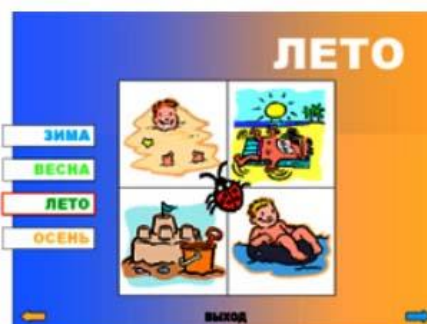 ЛЕТО
ЗИМА
ВЕСНА
ЛЕТО
ОСЕНЬ
ВЫХОД